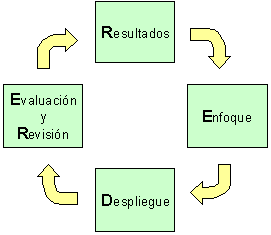 Resultados
Enfoque
Despliegue
Evaluación
y
Revisión